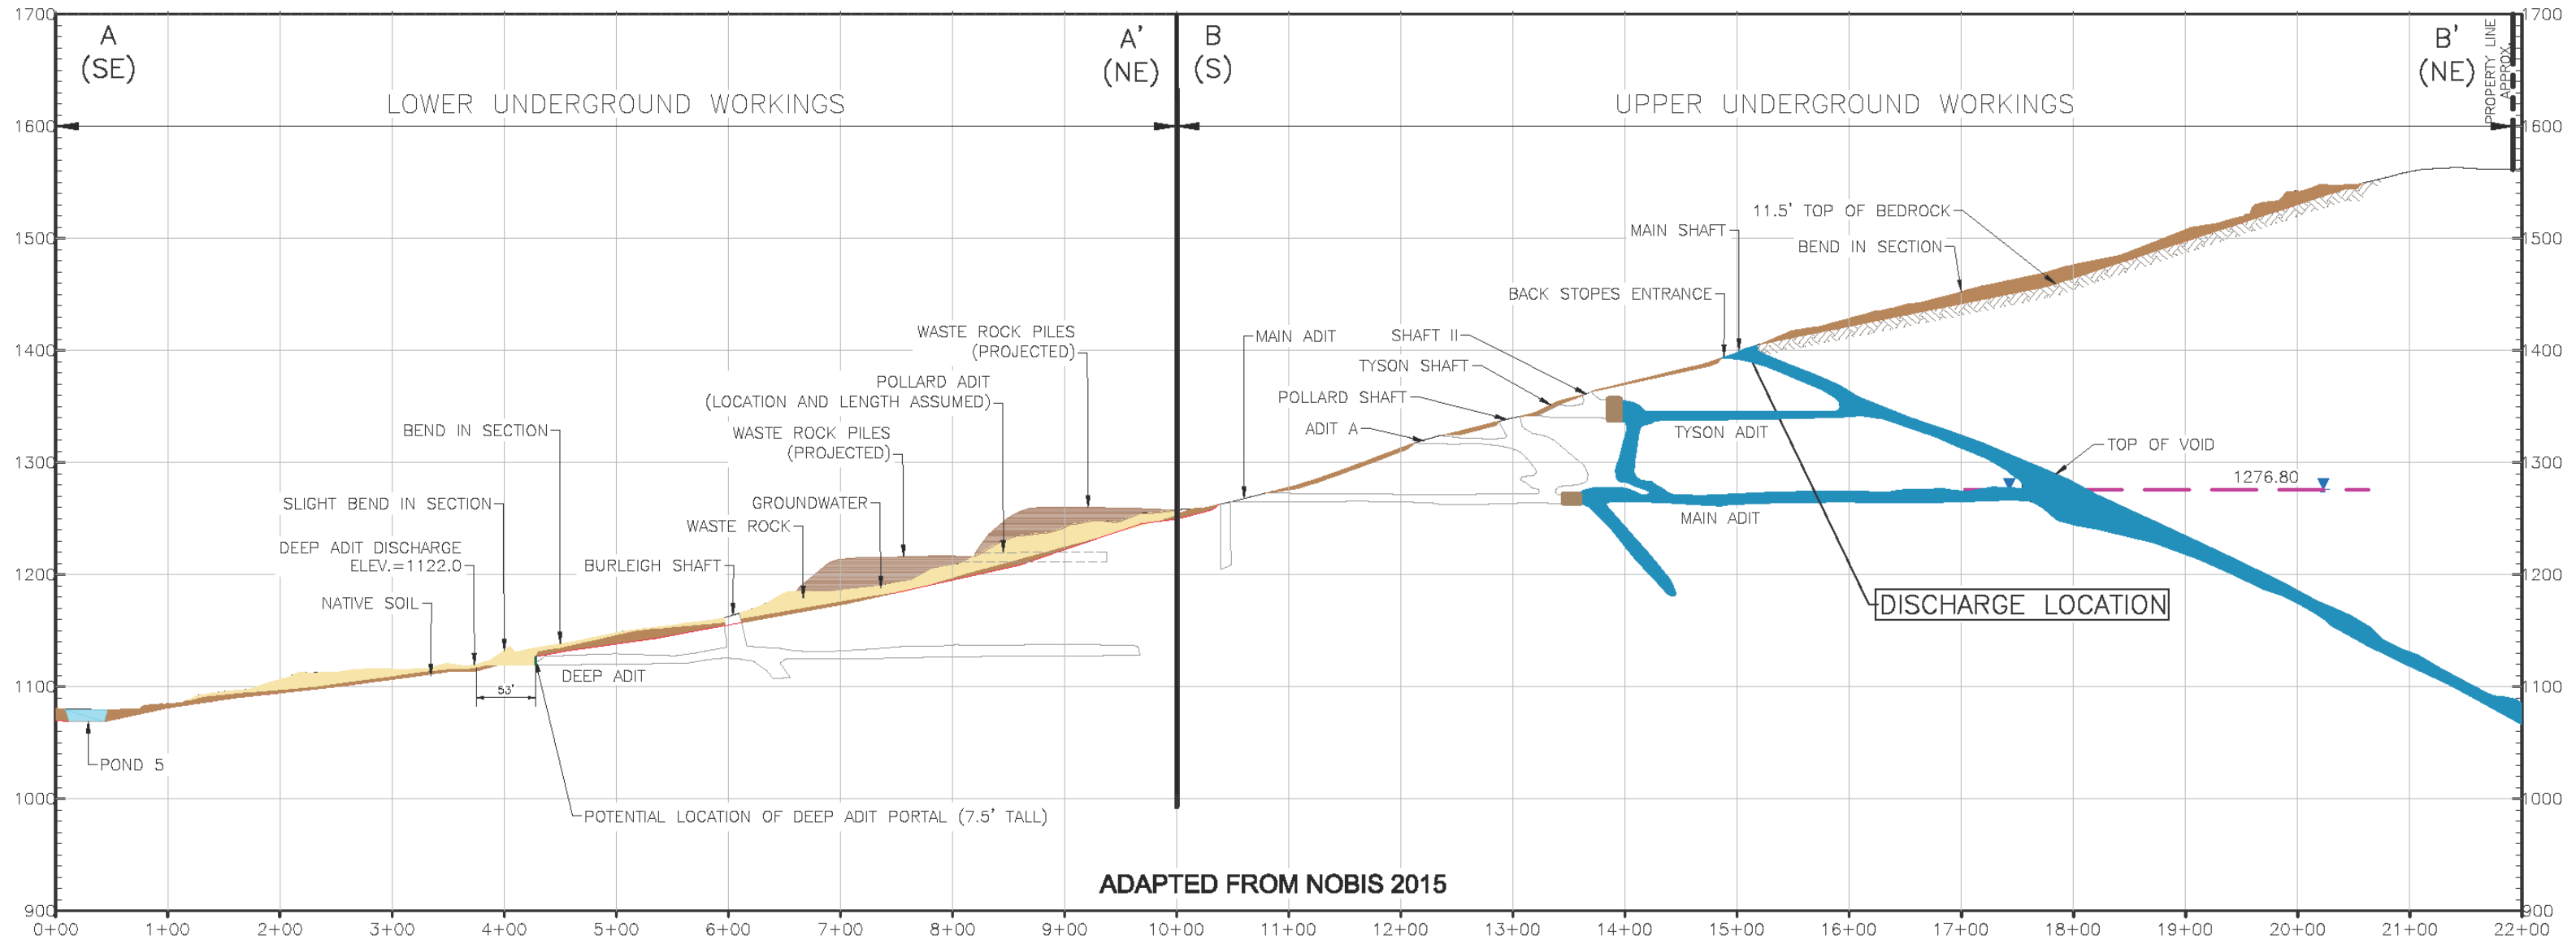 1700
1700
A
(SE)
A'
(NE)
B
(S)
B'
(NE)
PROPERTY LINE
APPROX.
LOWER UNDERGROUND WORKINGS
UPPER UNDERGROUND WORKINGS
1600
1600
11.5' TOP OF BEDROCK
MAIN SHAFT
BEND IN SECTION
1500
1500
BACK STOPES ENTRANCE
WASTE ROCK PILES
(PROJECTED)
MAIN ADIT
SHAFT II
1400
1400
TYSON SHAFT
POLLARD ADIT
(LOCATION AND LENGTH ASSUMED)
POLLARD SHAFT
BEND IN SECTION
WASTE ROCK PILES
(PROJECTED)
ADIT A
TYSON ADIT
TOP OF VOID
1300
1300
1276.80
SLIGHT BEND IN SECTION
GROUNDWATER
WASTE ROCK
MAIN ADIT
DEEP ADIT DISCHARGE
ELEV.=1122.0
BURLEIGH SHAFT
1200
1200
NATIVE SOIL
DISCHARGE LOCATION
DEEP ADIT
53'
1100
1100
POND 5
1000
1000
POTENTIAL LOCATION OF DEEP ADIT PORTAL (7.5' TALL)
ADAPTED FROM NOBIS 2015
900
900
0+00 1+00 2+00 3+00 4+00 5+00 6+00 7+00 8+00 9+00 10+00 11+00 12+00 13+00 14+00 15+00 16+00 17+00 18+00 19+00 20+00 21+00 22+00